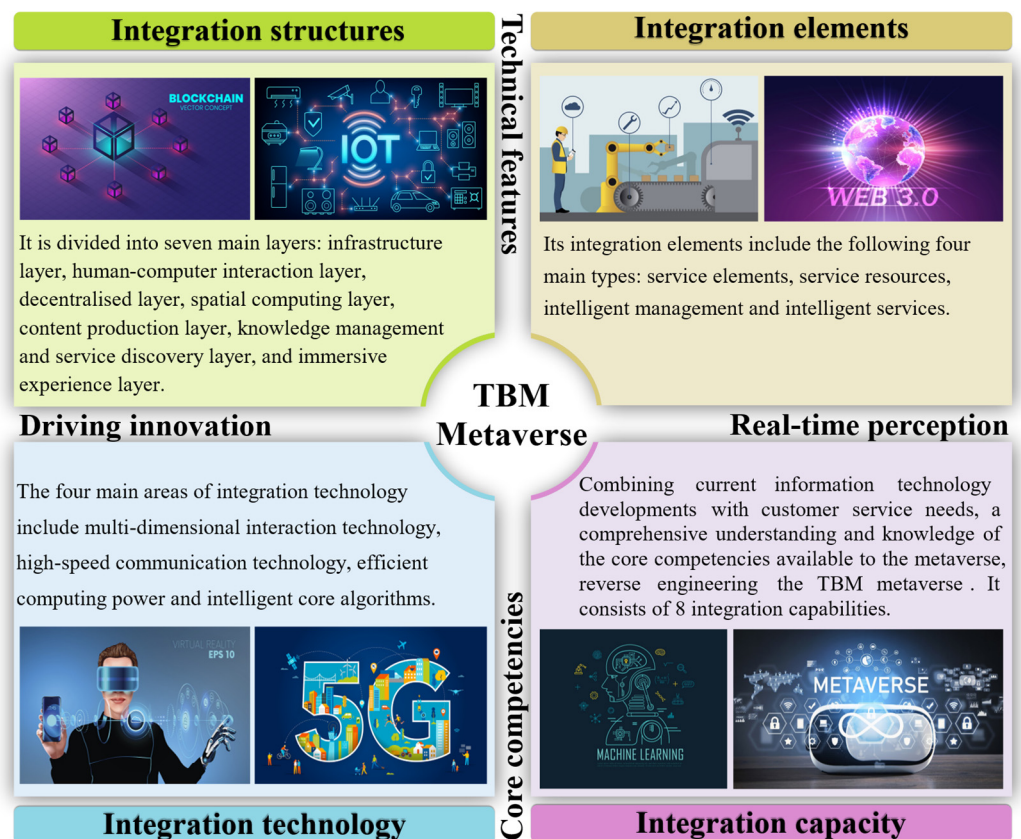 Integration structures
BLOCKCHAIN
VECTOR CONCEPT
IOT
It is divided into seven main layers: infrastructure
layer, human-computer interaction layer,
decentralised layer, spatial computing layer,
content production layer, knowledge management
and service discovery layer, and immersive
experience layer.
Technical features
Integration elements
WEB 3.0
Its integration elements include the following four
main types: service elements, service resources,
intelligent management and intelligent services.
TBM
Metaverse
Driving innovation
Real-time perception
The four main areas of integration technology
include multi-dimensional interaction technology,
high-speed communication technology, efficient
computing power and intelligent core algorithms.
VIRTUAL REALITY
EPS 10
5G
Integration technology
Core competencies
Combining current information technology
developments with customer service needs, a
comprehensive understanding and knowledge of
the core competencies available to the metaverse,
reverse engineering the TBM metaverse . It
consists of 8 integration capabilities.
MACHINE LEARNING
METAVERSE
Integration capacity